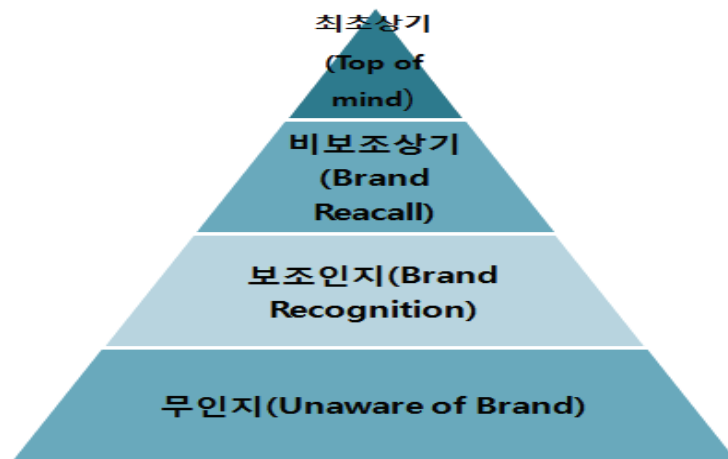 최초상기
(Top of
mind)
비보조상기
(Brand
Reacall)
보조인지(Brand
Recognition)
무인지(Unaware of Brand)